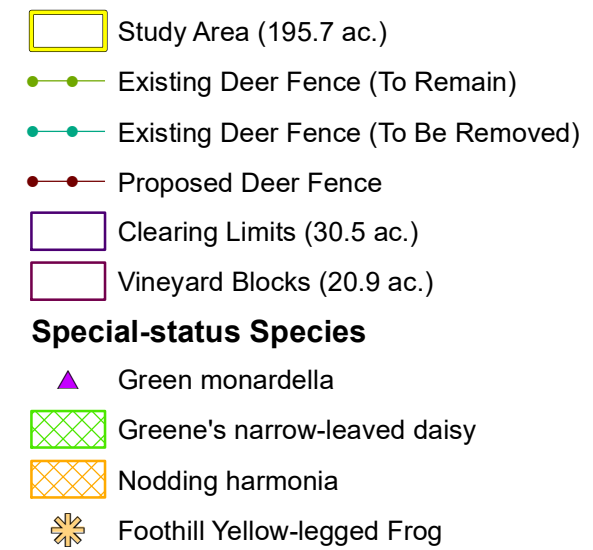 Study Area (195.7 ac.)
Existing Deer Fence (To Remain)
Existing Deer Fence (To Be Removed)
Proposed Deer Fence
Clearing Limits (30.5 ac.)
Vineyard Blocks (20.9 ac.)
Special-status Species
Green monardella
Greene's narrow-leaved daisy
Nodding harmonia
Foothill Yellow-legged Frog